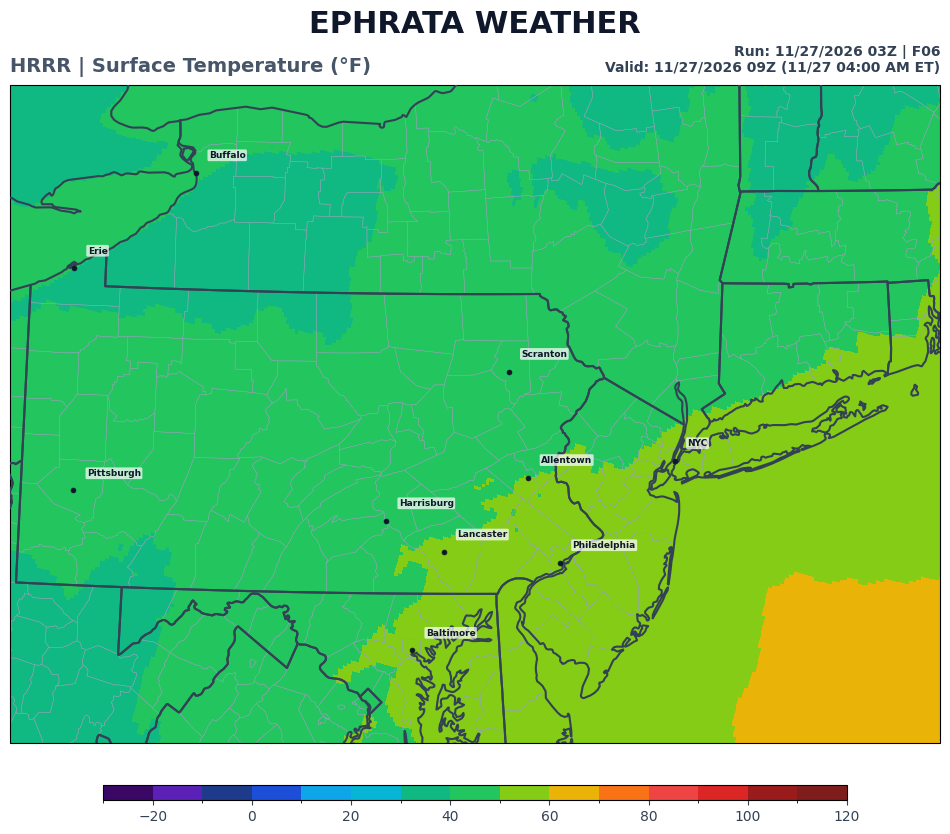 EPHRATA WEATHER
HRRR | Surface Temperature (°F)
Run: 11/27/2026 03Z | F06
Valid: 11/27/2026 09Z (11/27 04:00 AM ET)
Buffalo
Erie
Scranton
NYC
Allentown
Pittsburgh
Harrisburg
Lancaster
Philadelphia
Baltimore
−20 0 20 40 60 80 100 120